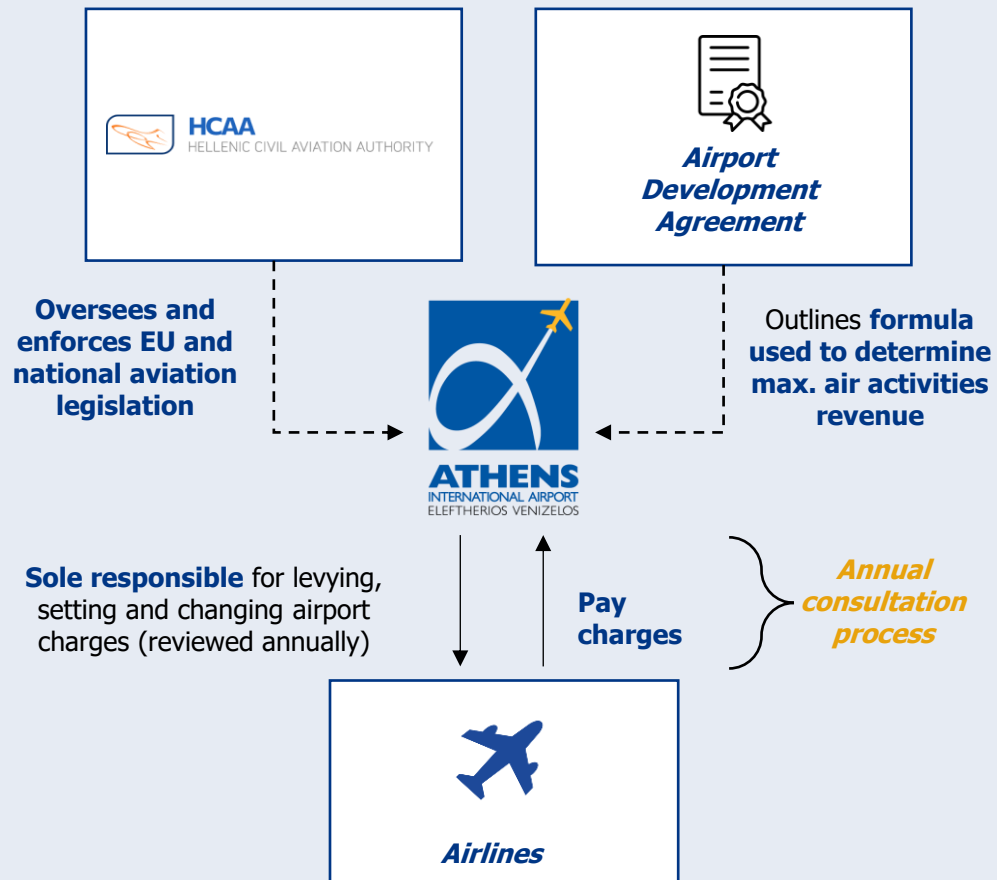 HCAA
HELLENIC CIVIL AVIATION AUTHORITY
Airport
Development
Agreement
Oversees and
enforces EU and
national aviation
legislation
Outlines formula
used to determine
max. air activities
revenue
ATHENS
INTERNATIONAL AIRPORT
ELEFTHERIOS VENIZELOS
Sole responsible for levying,
setting and changing airport
charges (reviewed annually)
Pay
charges
Annual
consultation
process
Airlines